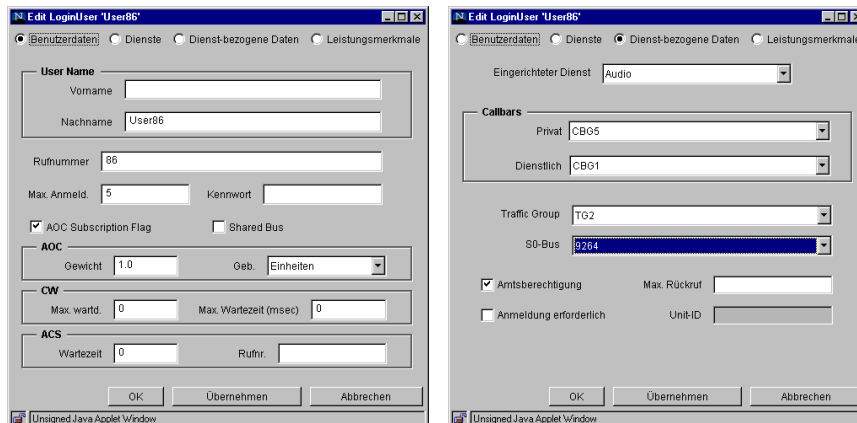 Edit LoginUser 'User86'
Benutzerdaten Dienste Dienst-bezogene Daten Leistungsmerkmale
User Name
Vorname
Nachname User86
Rufnummer 86
Max. Anmeld. 5 Kennwort
AOC Subscription Flag Shared Bus
AOC
Gewicht 1.0 Geb. Einheiten
CW
Max. wartd. 0 Max. Wartezeit (msec) 0
ACS
Wartezeit 0 Rufnr.
OK Übernehmen Abbrechen
Unsigned Java Applet Window
Edit LoginUser 'User86'
Benutzerdaten Dienste Dienst-bezogene Daten Leistungsmerkmale
Eingerichteter Dienst Audio
Callbars
Privat CBG5
Dienstlich CBG1
Traffic Group TG2
S0-Bus 9264
Amtsberechtigung Max. Rückruf
Anmeldung erforderlich Unit-ID
OK Übernehmen Abbrechen
Unsigned Java Applet Window